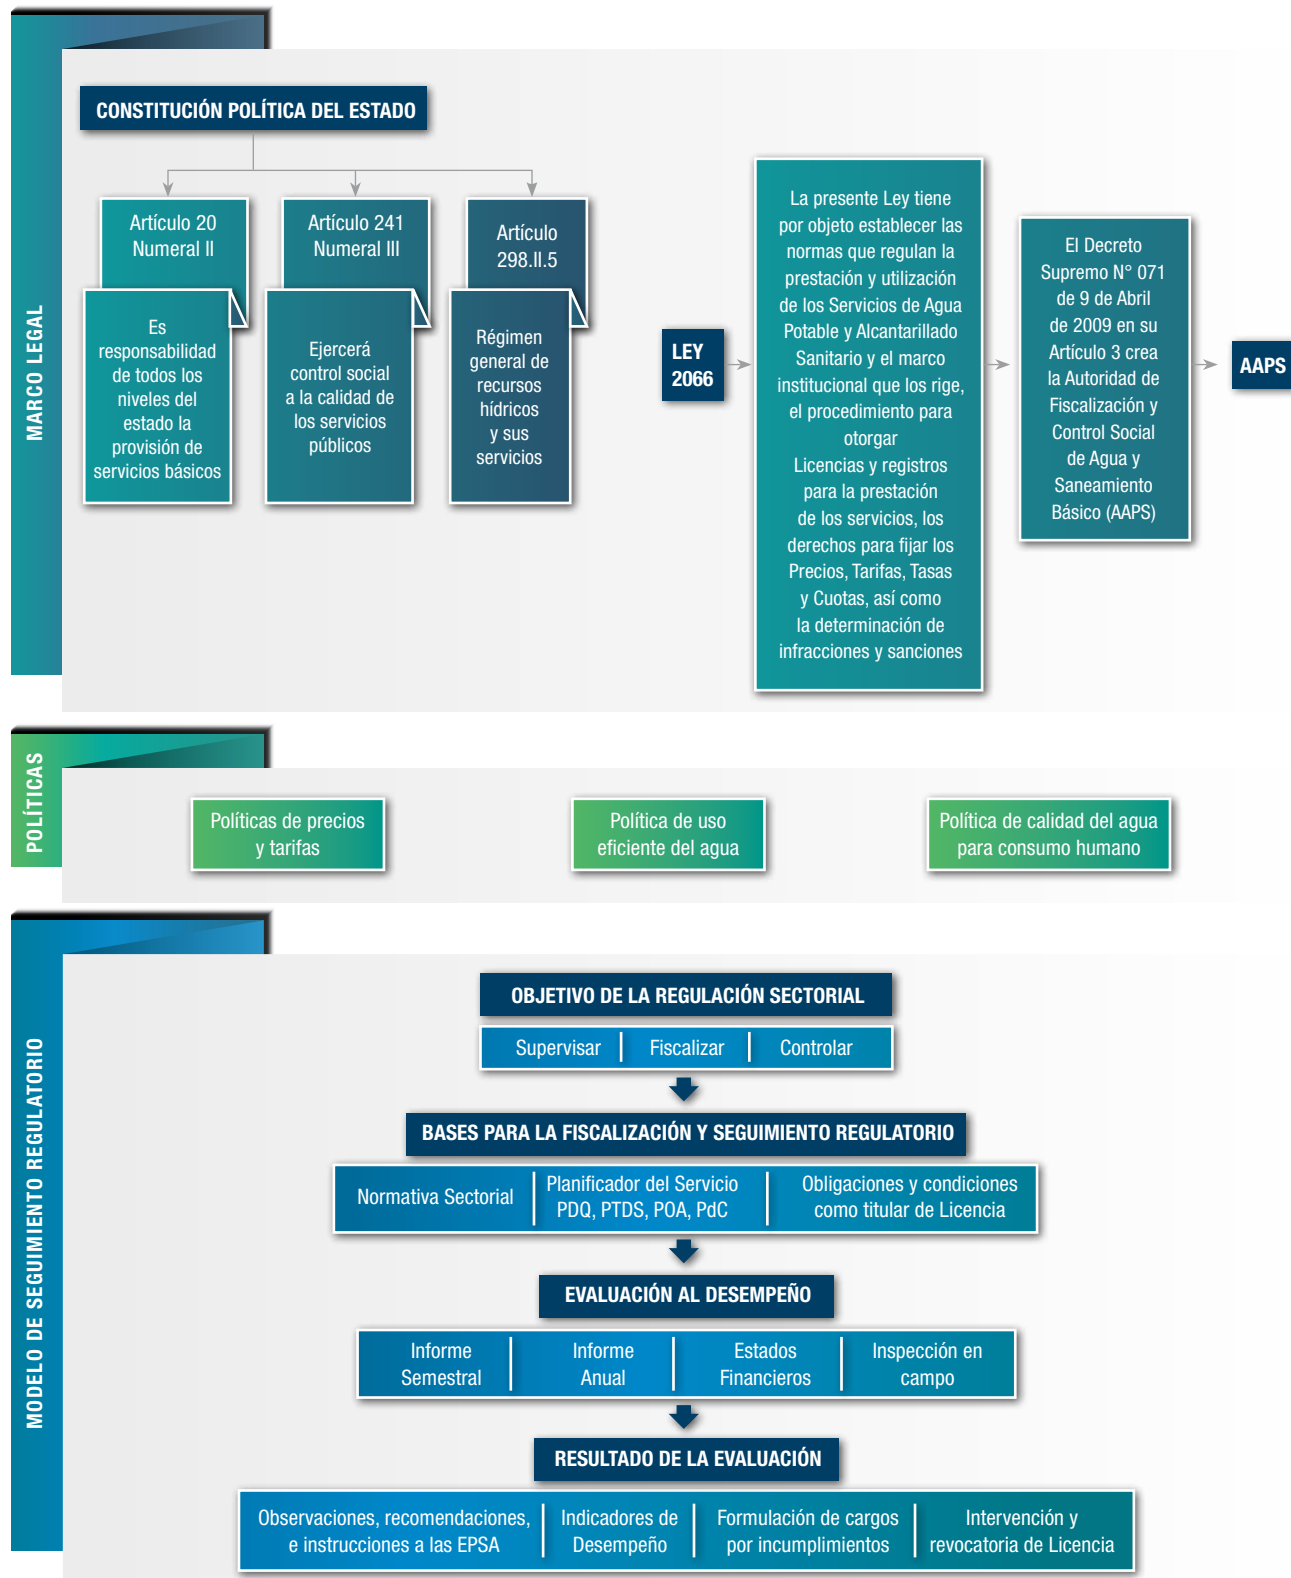 MARCO LEGAL
CONSTITUCIÓN POLÍTICA DEL ESTADO
Artículo 20
Numeral II
Es
responsabilidad
de todos los
niveles del
estado la
provisión de
servicios básicos
Artículo 241
Numeral III
Ejercerá
control social
a la calidad de
los servicios
públicos
Artículo
298.II.5
Régimen
general de
recursos
hídricos
y sus
servicios
LEY
2066
La presente Ley tiene
por objeto establecer las
normas que regulan la
prestación y utilización
de los Servicios de Agua
Potable y Alcantarillado
Sanitario y el marco
institucional que los rige,
el procedimiento para
otorgar
Licencias y registros
para la prestación
de los servicios, los
derechos para fijar los
Precios, Tarifas, Tasas
y Cuotas, así como
la determinación de
infracciones y sanciones
El Decreto
Supremo N° 071
de 9 de Abril
de 2009 en su
Artículo 3 crea
la Autoridad de
Fiscalización y
Control Social
de Agua y
Saneamiento
Básico (AAPS)
AAPS
POLÍTICAS
Políticas de precios
y tarifas
Política de uso
eficiente del agua
Política de calidad del agua
para consumo humano
MODELO DE SEGUIMIENTO REGULATORIO
OBJETIVO DE LA REGULACIÓN SECTORIAL
Supervisar
Fiscalizar
Controlar
BASES PARA LA FISCALIZACIÓN Y SEGUIMIENTO REGULATORIO
Normativa Sectorial
Planificador del Servicio
PDQ, PTDS, POA, PdC
Obligaciones y condiciones
como titular de Licencia
EVALUACIÓN AL DESEMPEÑO
Informe
Semestral
Informe
Anual
Estados
Financieros
Inspección en
campo
RESULTADO DE LA EVALUACIÓN
Observaciones, recomendaciones,
e instrucciones a las EPSA
Indicadores de
Desempeño
Formulación de cargos
por incumplimientos
Intervención y
revocatoria de Licencia